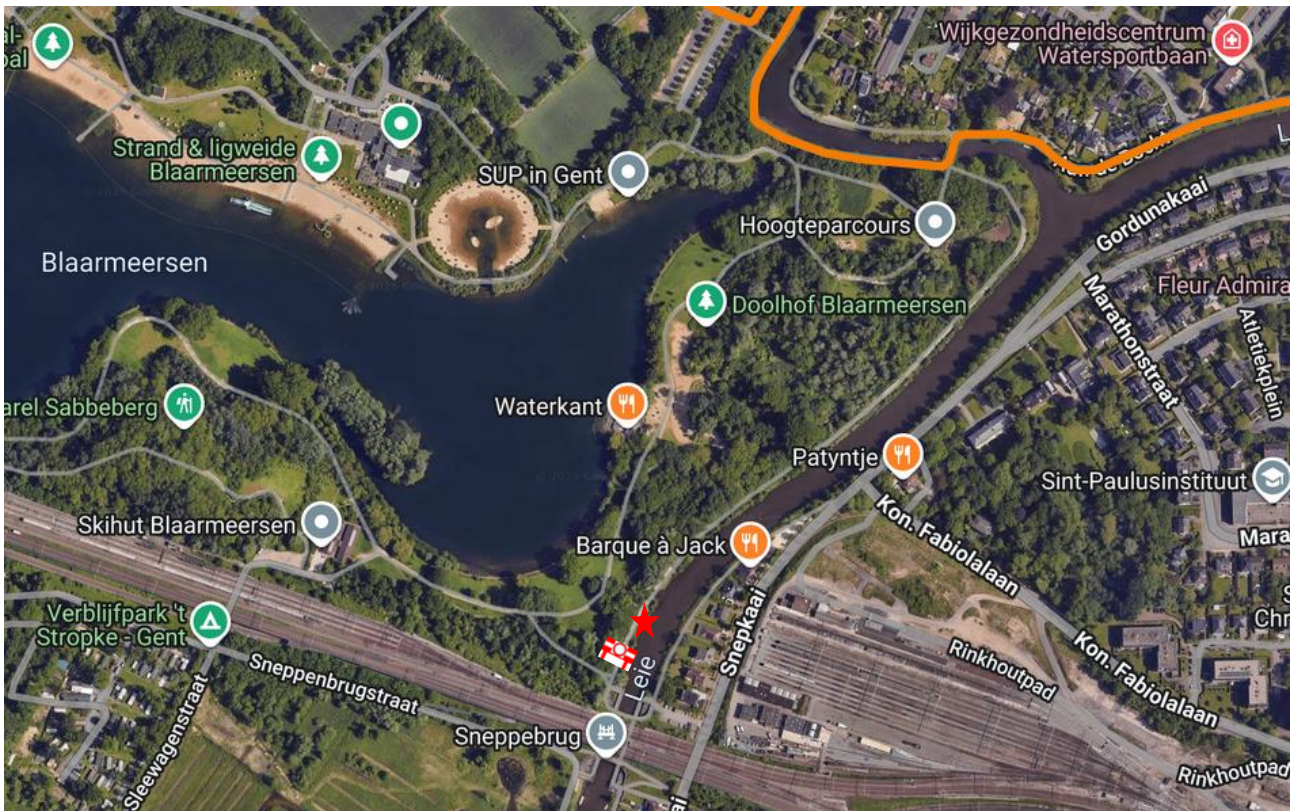 Wijkgezondheidscentrum
Watersportbaan
Strand & ligweide
Blaarmeersen
SUP in Gent
Hoogteparcours
Gordunakaai
Blaarmeersen
Marathonstraat
Fleur Admira
Doolhof Blaarmeersen
Atletiekplein
arel Sabbeberg
Waterkant
Patyntje
Sint-Paulusinstituut
Skihut Blaarmeersen
Barque à Jack
Kon. Fabiolalaan
Mara
Verblijfpark 't
Stropke - Gent
Snepkaai
Chr
Sneppenbrugstraat
Leie
Rinkhoutpad
Kon. Fabiolalaan
Sleewagenstraat
Sneppebrug
Rinkhoutpad